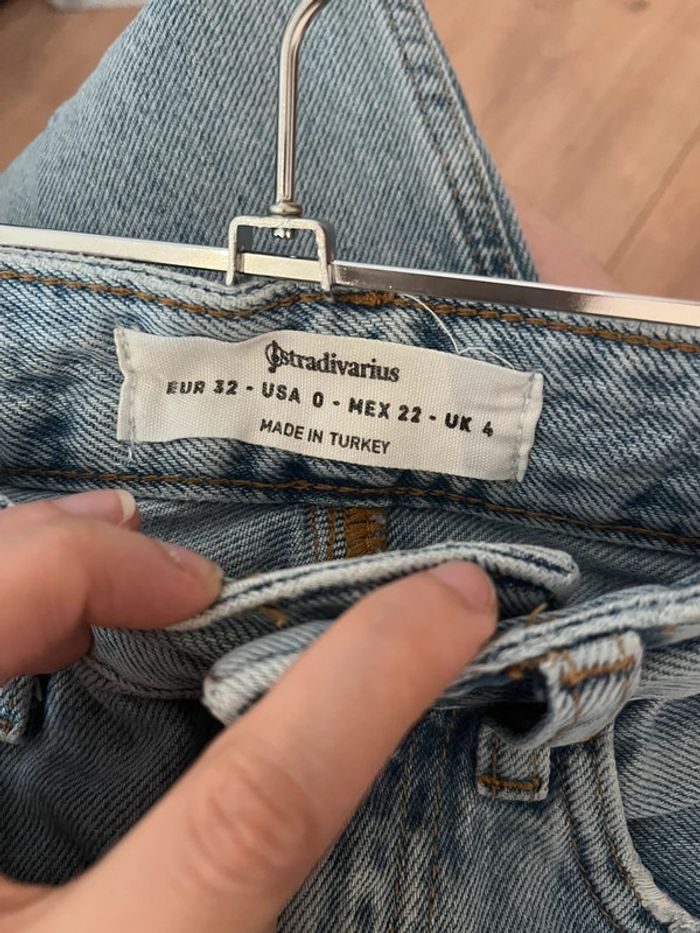 stradivarius
EUR 32 - USA 0 - MEX 22 - UK 4
MADE IN TURKEY